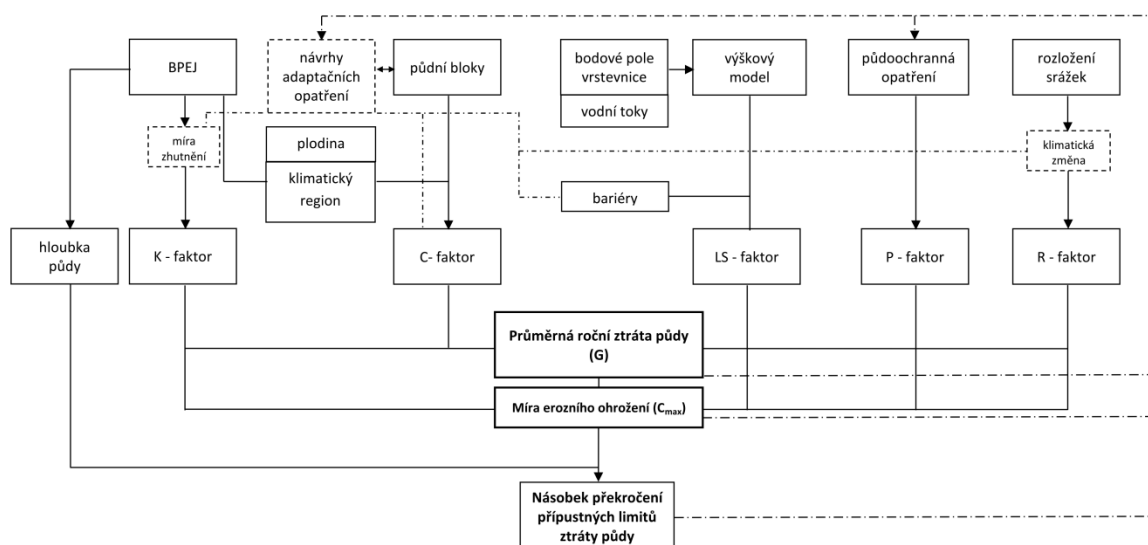 BPEJ
návrhy
adaptačních
opatření
půdní bloky
bodové pole
vrstevnice
vodní toky
výškový
model
půdoochranná
opatření
rozložení
srážek
míra
zhutnění
plodina
klimatický
region
bariéry
klimatická
změna
hloubka
půdy
K - faktor
C- faktor
LS - faktor
P - faktor
R - faktor
Průměrná roční ztráta půdy
(G)
Míra erozního ohrožení (Cmax)
Násobek překročení
přípustných limitů
ztráty půdy